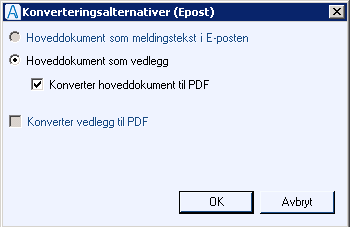 Konverteringsalternativer (Epost)
Hoveddokument som meldingstekst i E-posten
Hoveddokument som vedlegg
Konverter hoveddokument til PDF
Konverter vedlegg til PDF
OK Avbryt